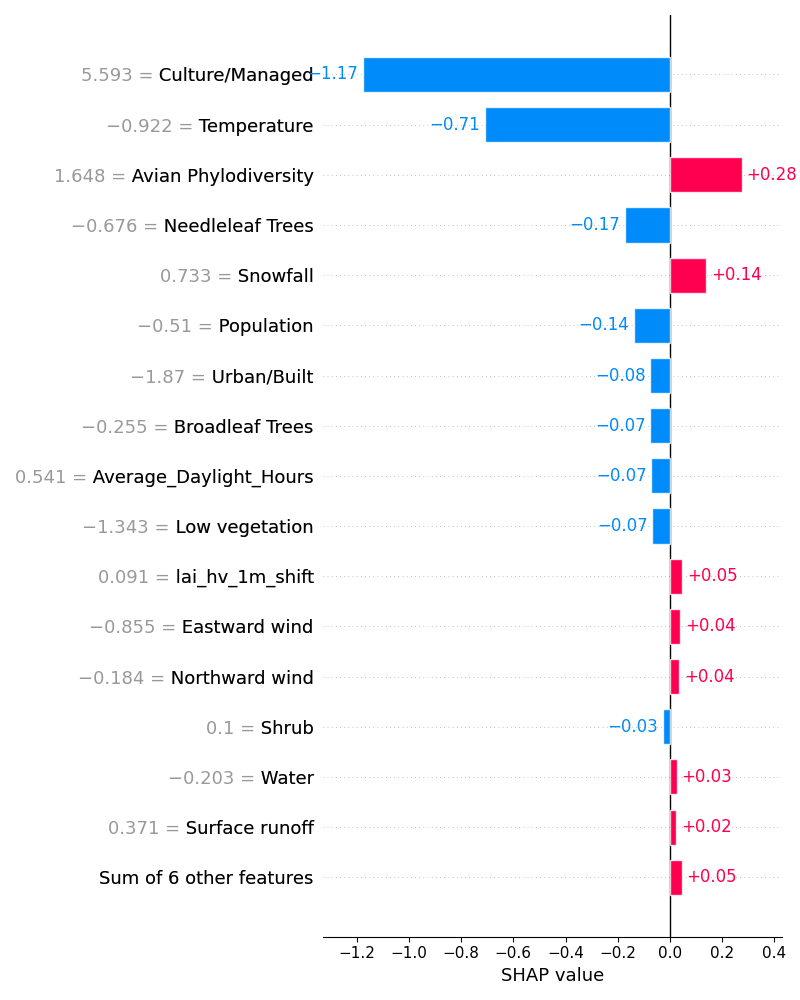 5.593 = Culture/Managed −1.17
−0.922 = Temperature −0.71
1.648 = Avian Phylodiversity +0.28
−0.676 = Needleleaf Trees −0.17
0.733 = Snowfall +0.14
−0.51 = Population −0.14
−1.87 = Urban/Built −0.08
−0.255 = Broadleaf Trees −0.07
0.541 = Average_Daylight_Hours −0.07
−1.343 = Low vegetation −0.07
0.091 = lai_hv_1m_shift +0.05
−0.855 = Eastward wind +0.04
−0.184 = Northward wind +0.04
0.1 = Shrub −0.03
−0.203 = Water +0.03
0.371 = Surface runoff +0.02
Sum of 6 other features +0.05
−1.2 −1.0 −0.8 −0.6 −0.4 −0.2 0.0 0.2 0.4
SHAP value